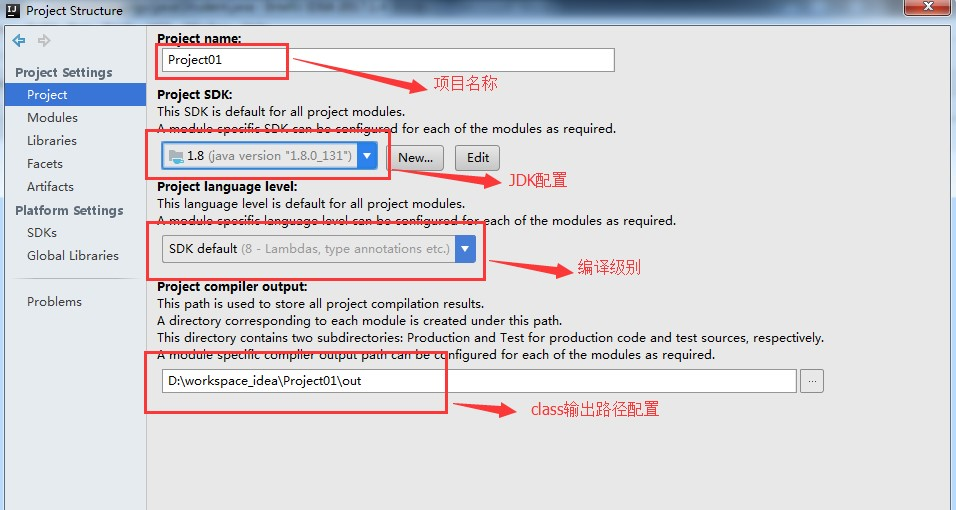 Project Structure
Project Settings
Project
Modules
Libraries
Facets
Artifacts
Platform Settings
SDKs
Global Libraries
Problems
Project name:
Project01
项目名称
Project SDK:
This SDK is default for all project modules.
A module specific SDK can be configured for each of the modules as required.
1.8 (java version "1.8.0_131")
New...
Edit
JDK配置
Project language level:
This language level is default for all project modules.
A module specific language level can be configured for each of the modules as required.
SDK default (8 - Lambdas, type annotations etc.)
编译级别
Project compiler output:
This path is used to store all project compilation results.
A directory corresponding to each module is created under this path.
This directory contains two subdirectories: Production and Test for production code and test sources, respectively.
A module specific compiler output path can be configured for each of the modules as required.
D:\workspace_idea\Project01\out
...
class输出路径配置